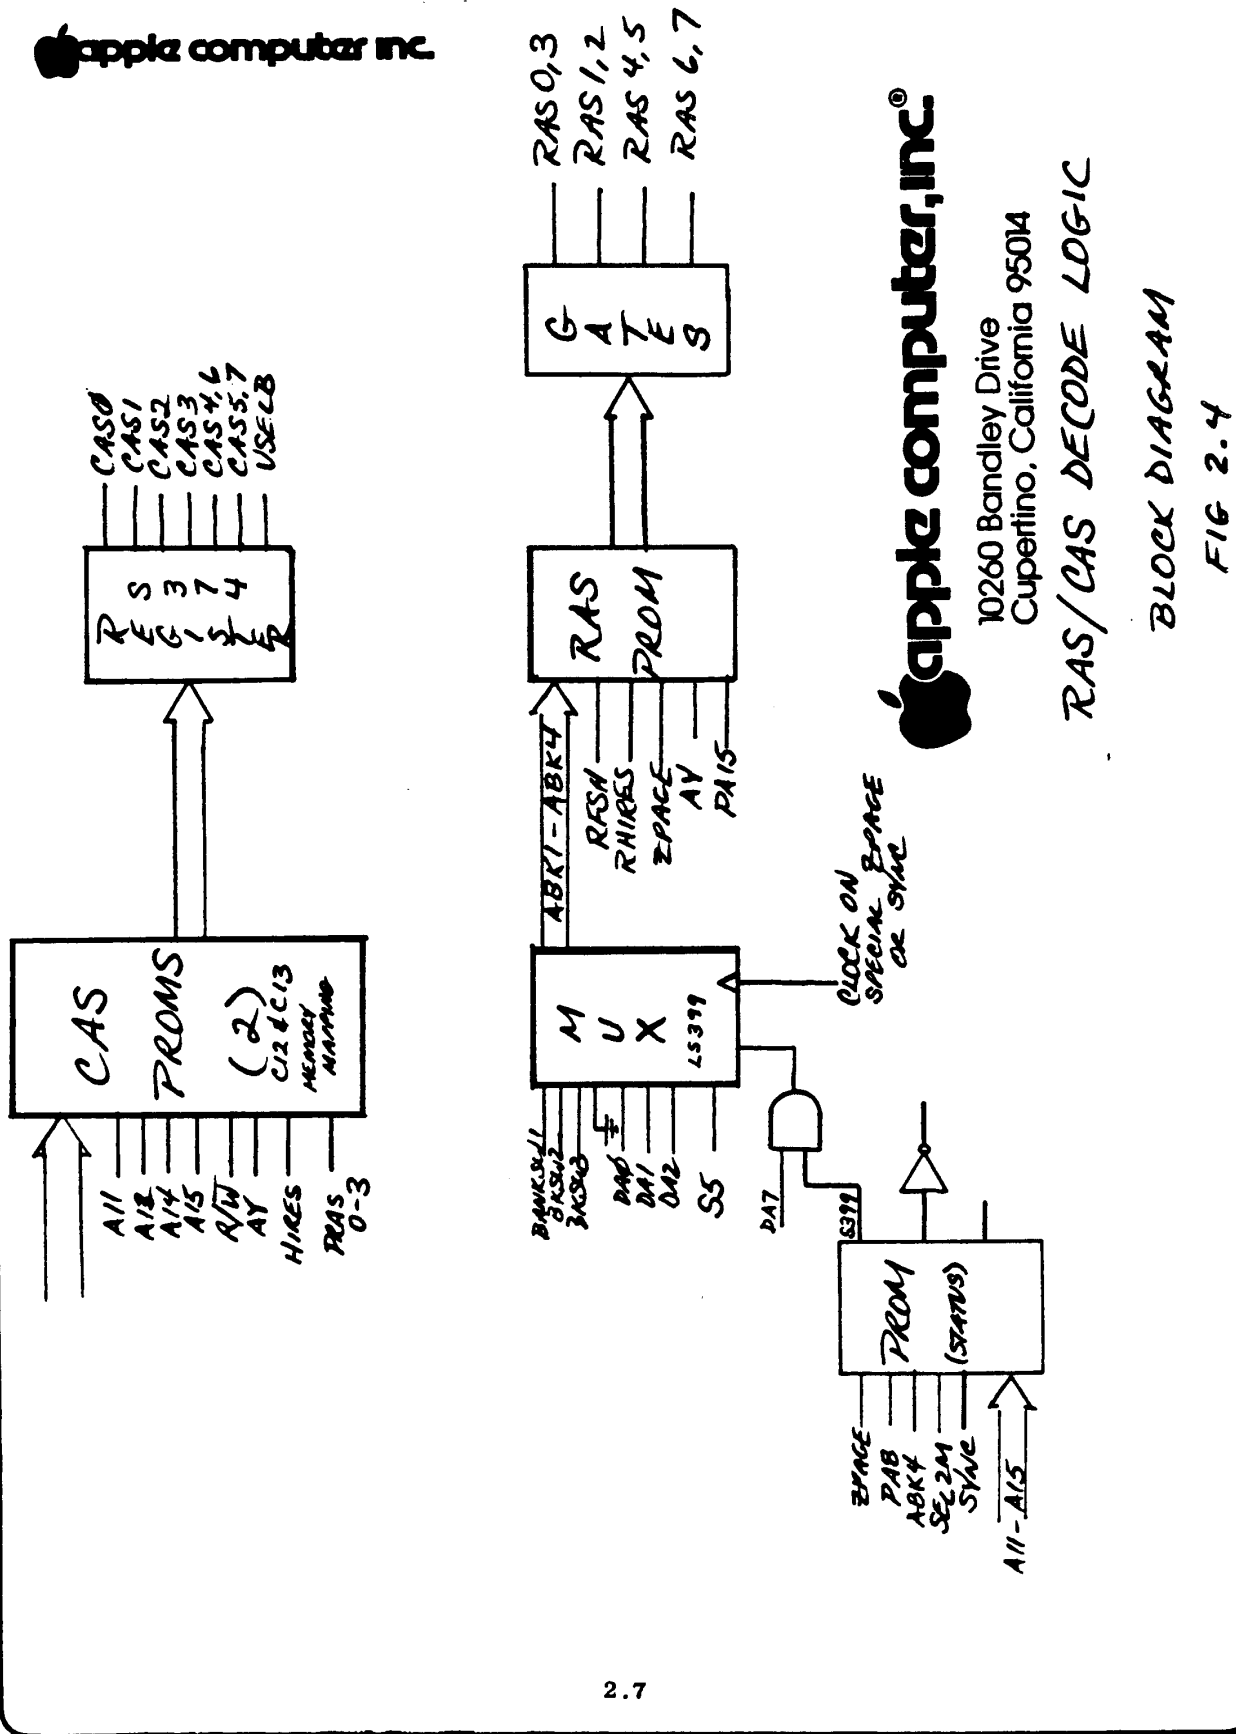 apple computer inc.
CAS
PROMS
(2)
C12 & C13
MEMORY
MAPPING
A11
A13
A14
A15
R/W
AY
HIRES
PRAS
0-3
REGISTER
S374
CAS0
CAS1
CAS2
CAS3
CAS4,6
CAS5,7
USELB
BANKSW1
BKSW2
BKSW3
DA0
DA1
DA2
S5
MUX
LS399
CLOCK ON
SPECIAL ZPAGE
OR SYNC
ABK1-ABK4
RFSH
RHIRES
ZPAGE
AY
PA15
RAS
PROM
GATES
RAS 0,3
RAS 1,2
RAS 4,5
RAS 6,7
DA7
S399
PROM
(STATUS)
ZPAGE
PA8
ABK4
SEL2M
SYNC
A11-A15
apple computer, inc.®
10260 Bandley Drive
Cupertino, California 95014
RAS/CAS DECODE LOGIC
BLOCK DIAGRAM
FIG 2.4
2.7